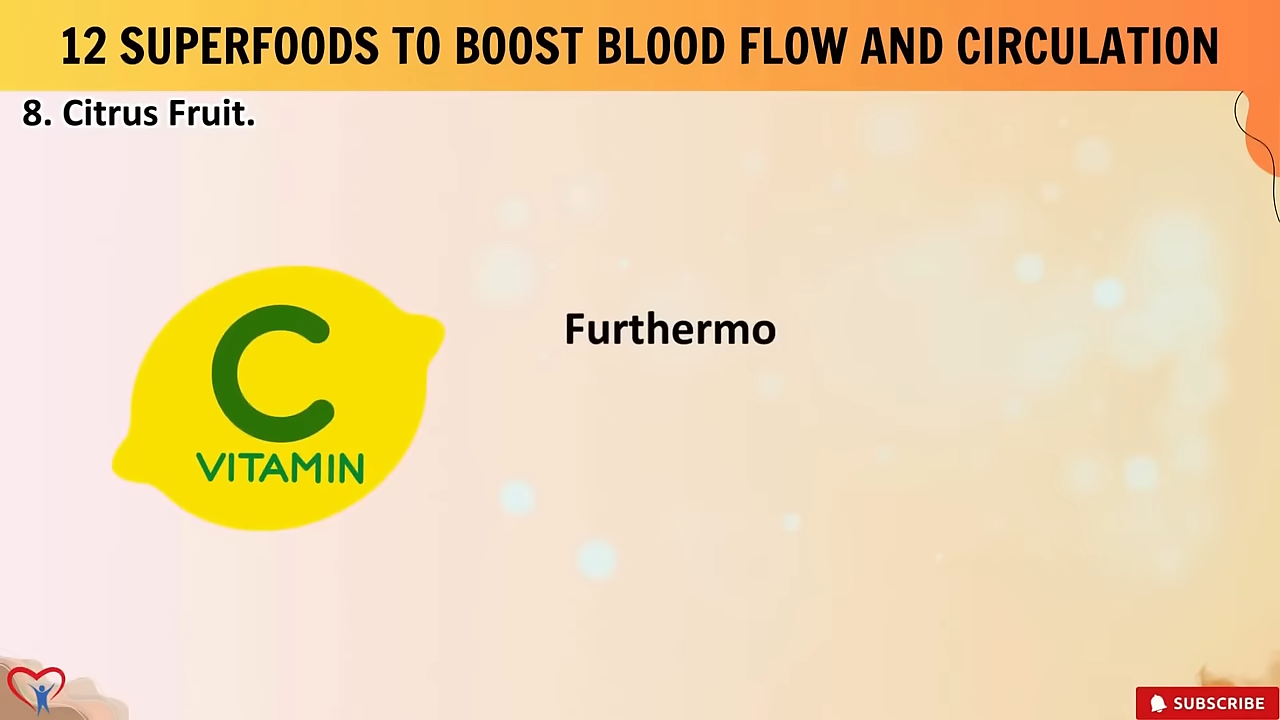 12 SUPERFOODS TO BOOST BLOOD FLOW AND CIRCULATION
8. Citrus Fruit.
C
VITAMIN
Furthermo
SUBSCRIBE